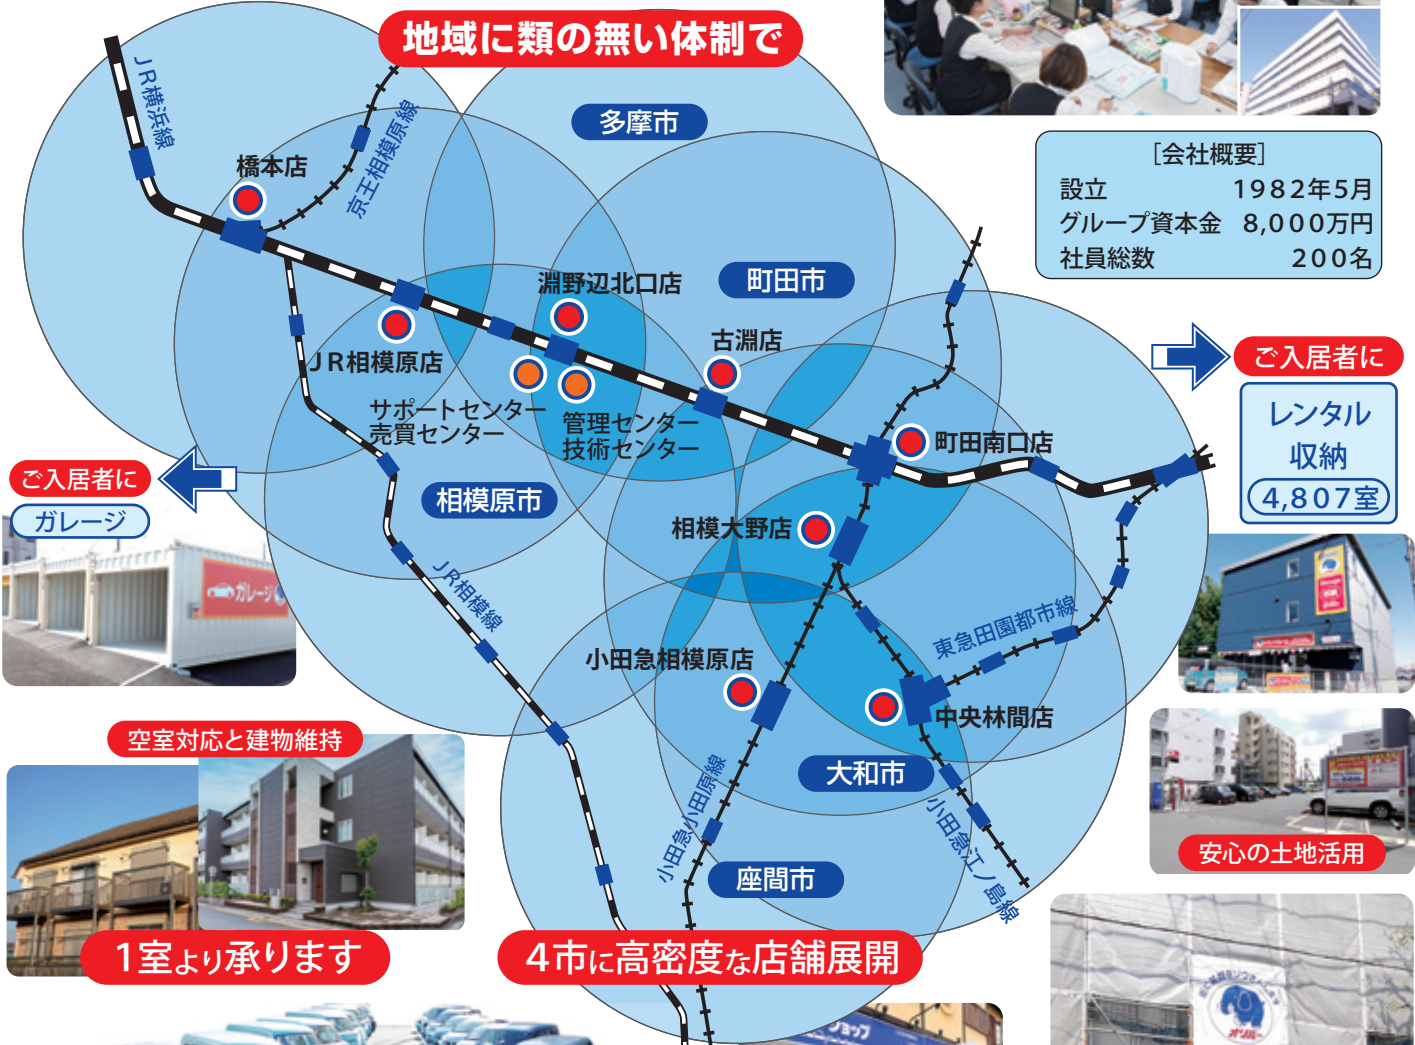 地域に類の無い体制で
多摩市
JR横浜線
京王相模原線
橋本店
［会社概要］
設立 1982年5月
グループ資本金 8,000万円
社員総数 200名
淵野辺北口店
町田市
古淵店
JR相模原店
サポートセンター
売買センター
管理センター
技術センター
町田南口店
ご入居者に
レンタル
収納
4,807室
ご入居者に
ガレージ
ガレージ
相模原市
相模大野店
JR相模線
東急田園都市線
小田急相模原店
中央林間店
空室対応と建物維持
大和市
小田急小田原線
小田急江ノ島線
座間市
安心の土地活用
1室より承ります
4市に高密度な店舗展開
ョップ
オリバー